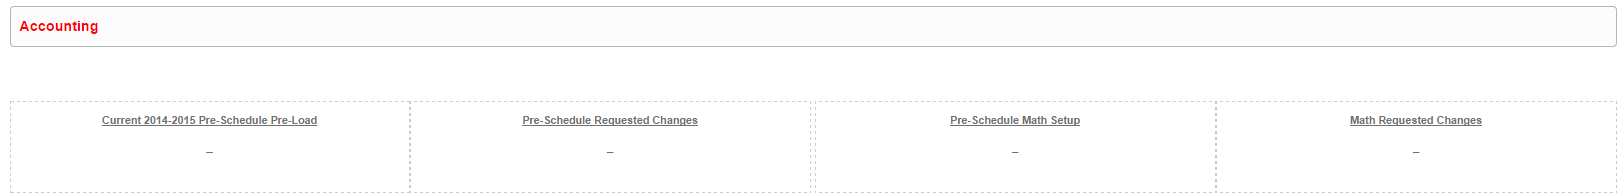 Accounting
Current 2014-2015 Pre-Schedule Pre-Load
Pre-Schedule Requested Changes
Pre-Schedule Math Setup
Math Requested Changes
_ _ _ _